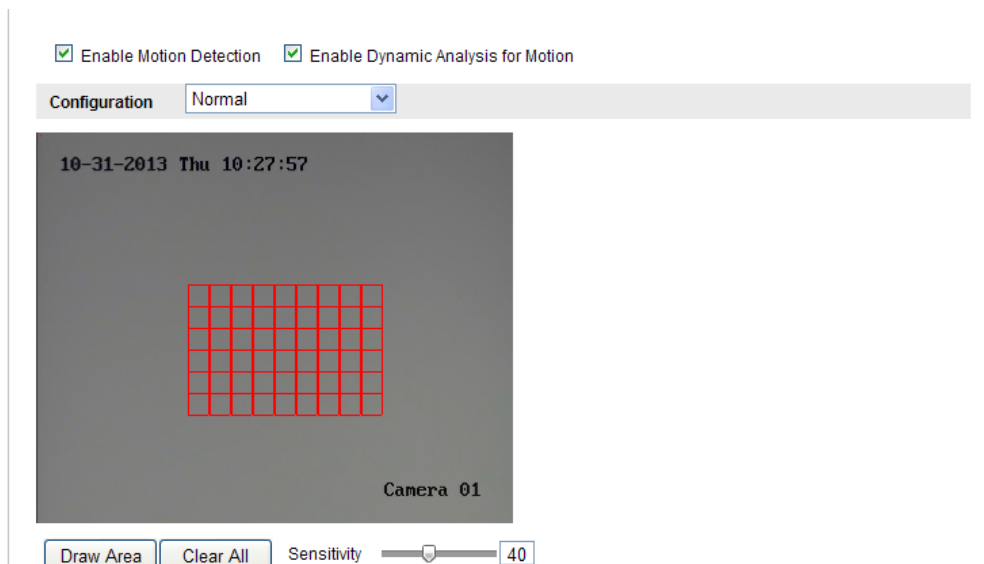 Enable Motion Detection Enable Dynamic Analysis for Motion
Configuration Normal
10-31-2013 Thu 10:27:57
Camera 01
Draw Area Clear All Sensitivity 40